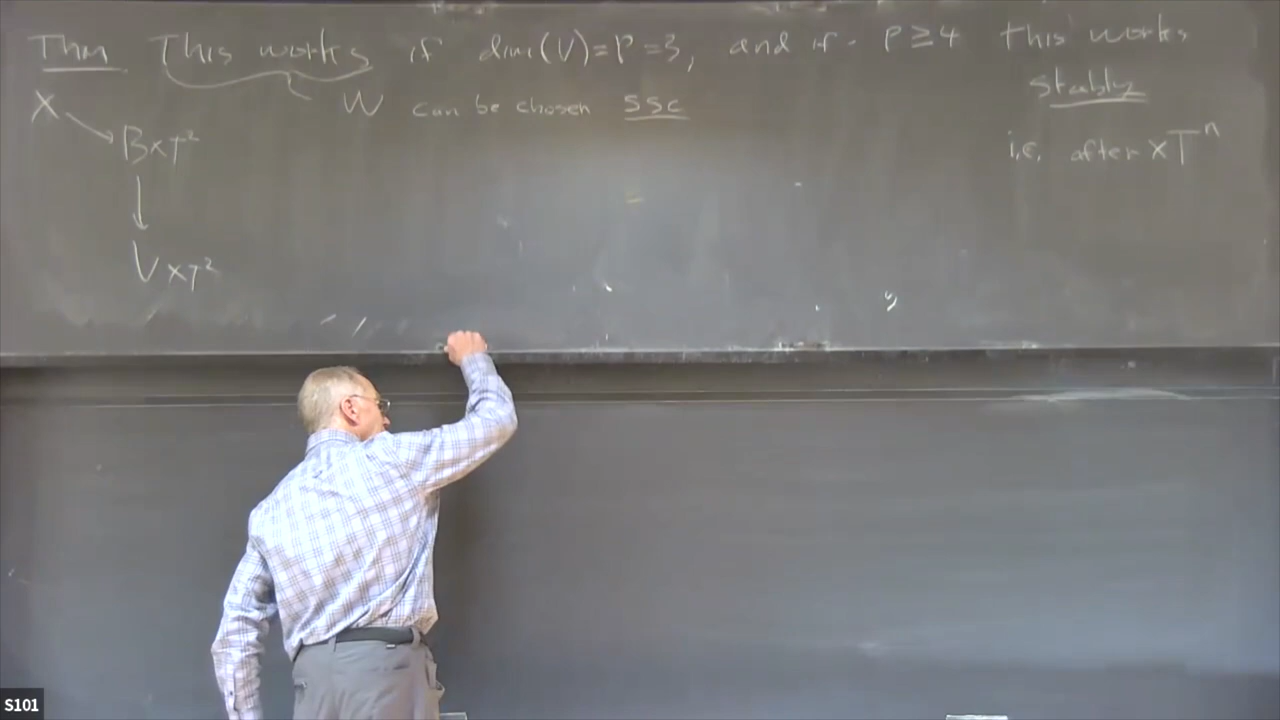 Thm This works if dim(V)=P=3, and if P≥4 this works
stably
i.e. after xTⁿ
W can be chosen SSC
X
B×T²
V×T²
S101